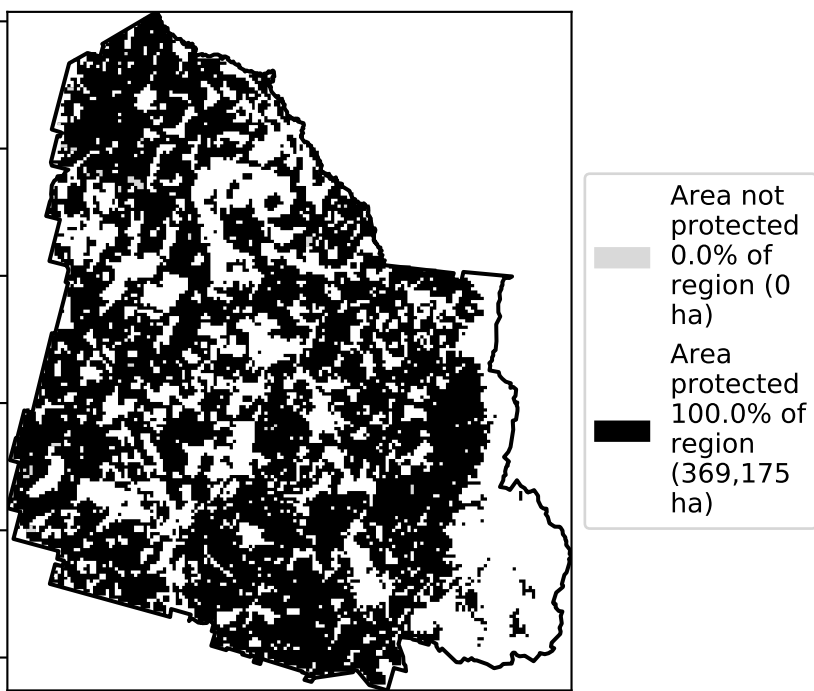 Area not
protected
0.0% of
region (0
ha)
Area
protected
100.0% of
region
(369,175
ha)